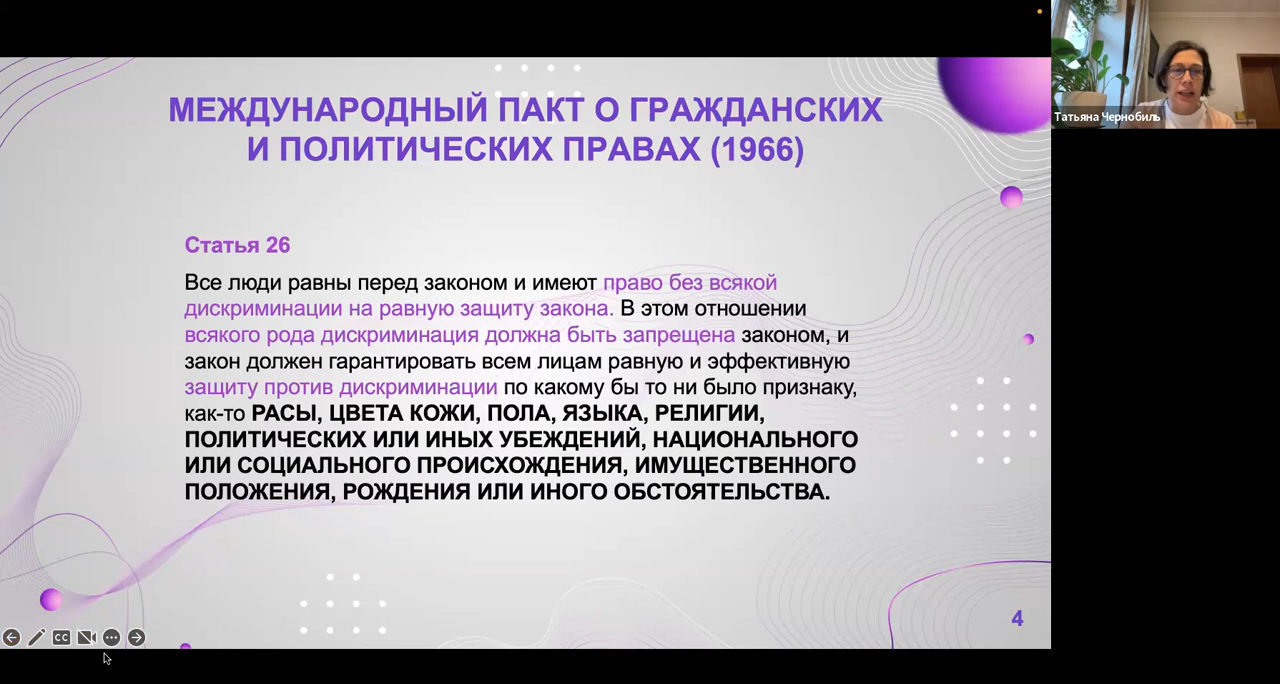 МЕЖДУНАРОДНЫЙ ПАКТ О ГРАЖДАНСКИХ
И ПОЛИТИЧЕСКИХ ПРАВАХ (1966)
Статья 26
Все люди равны перед законом и имеют право без всякой
дискриминации на равную защиту закона. В этом отношении
всякого рода дискриминация должна быть запрещена законом, и
закон должен гарантировать всем лицам равную и эффективную
защиту против дискриминации по какому бы то ни было признаку,
как-то РАСЫ, ЦВЕТА КОЖИ, ПОЛА, ЯЗЫКА, РЕЛИГИИ,
ПОЛИТИЧЕСКИХ ИЛИ ИНЫХ УБЕЖДЕНИЙ, НАЦИОНАЛЬНОГО
ИЛИ СОЦИАЛЬНОГО ПРОИСХОЖДЕНИЯ, ИМУЩЕСТВЕННОГО
ПОЛОЖЕНИЯ, РОЖДЕНИЯ ИЛИ ИНОГО ОБСТОЯТЕЛЬСТВА.
4
CC
Татьяна Чернобиль